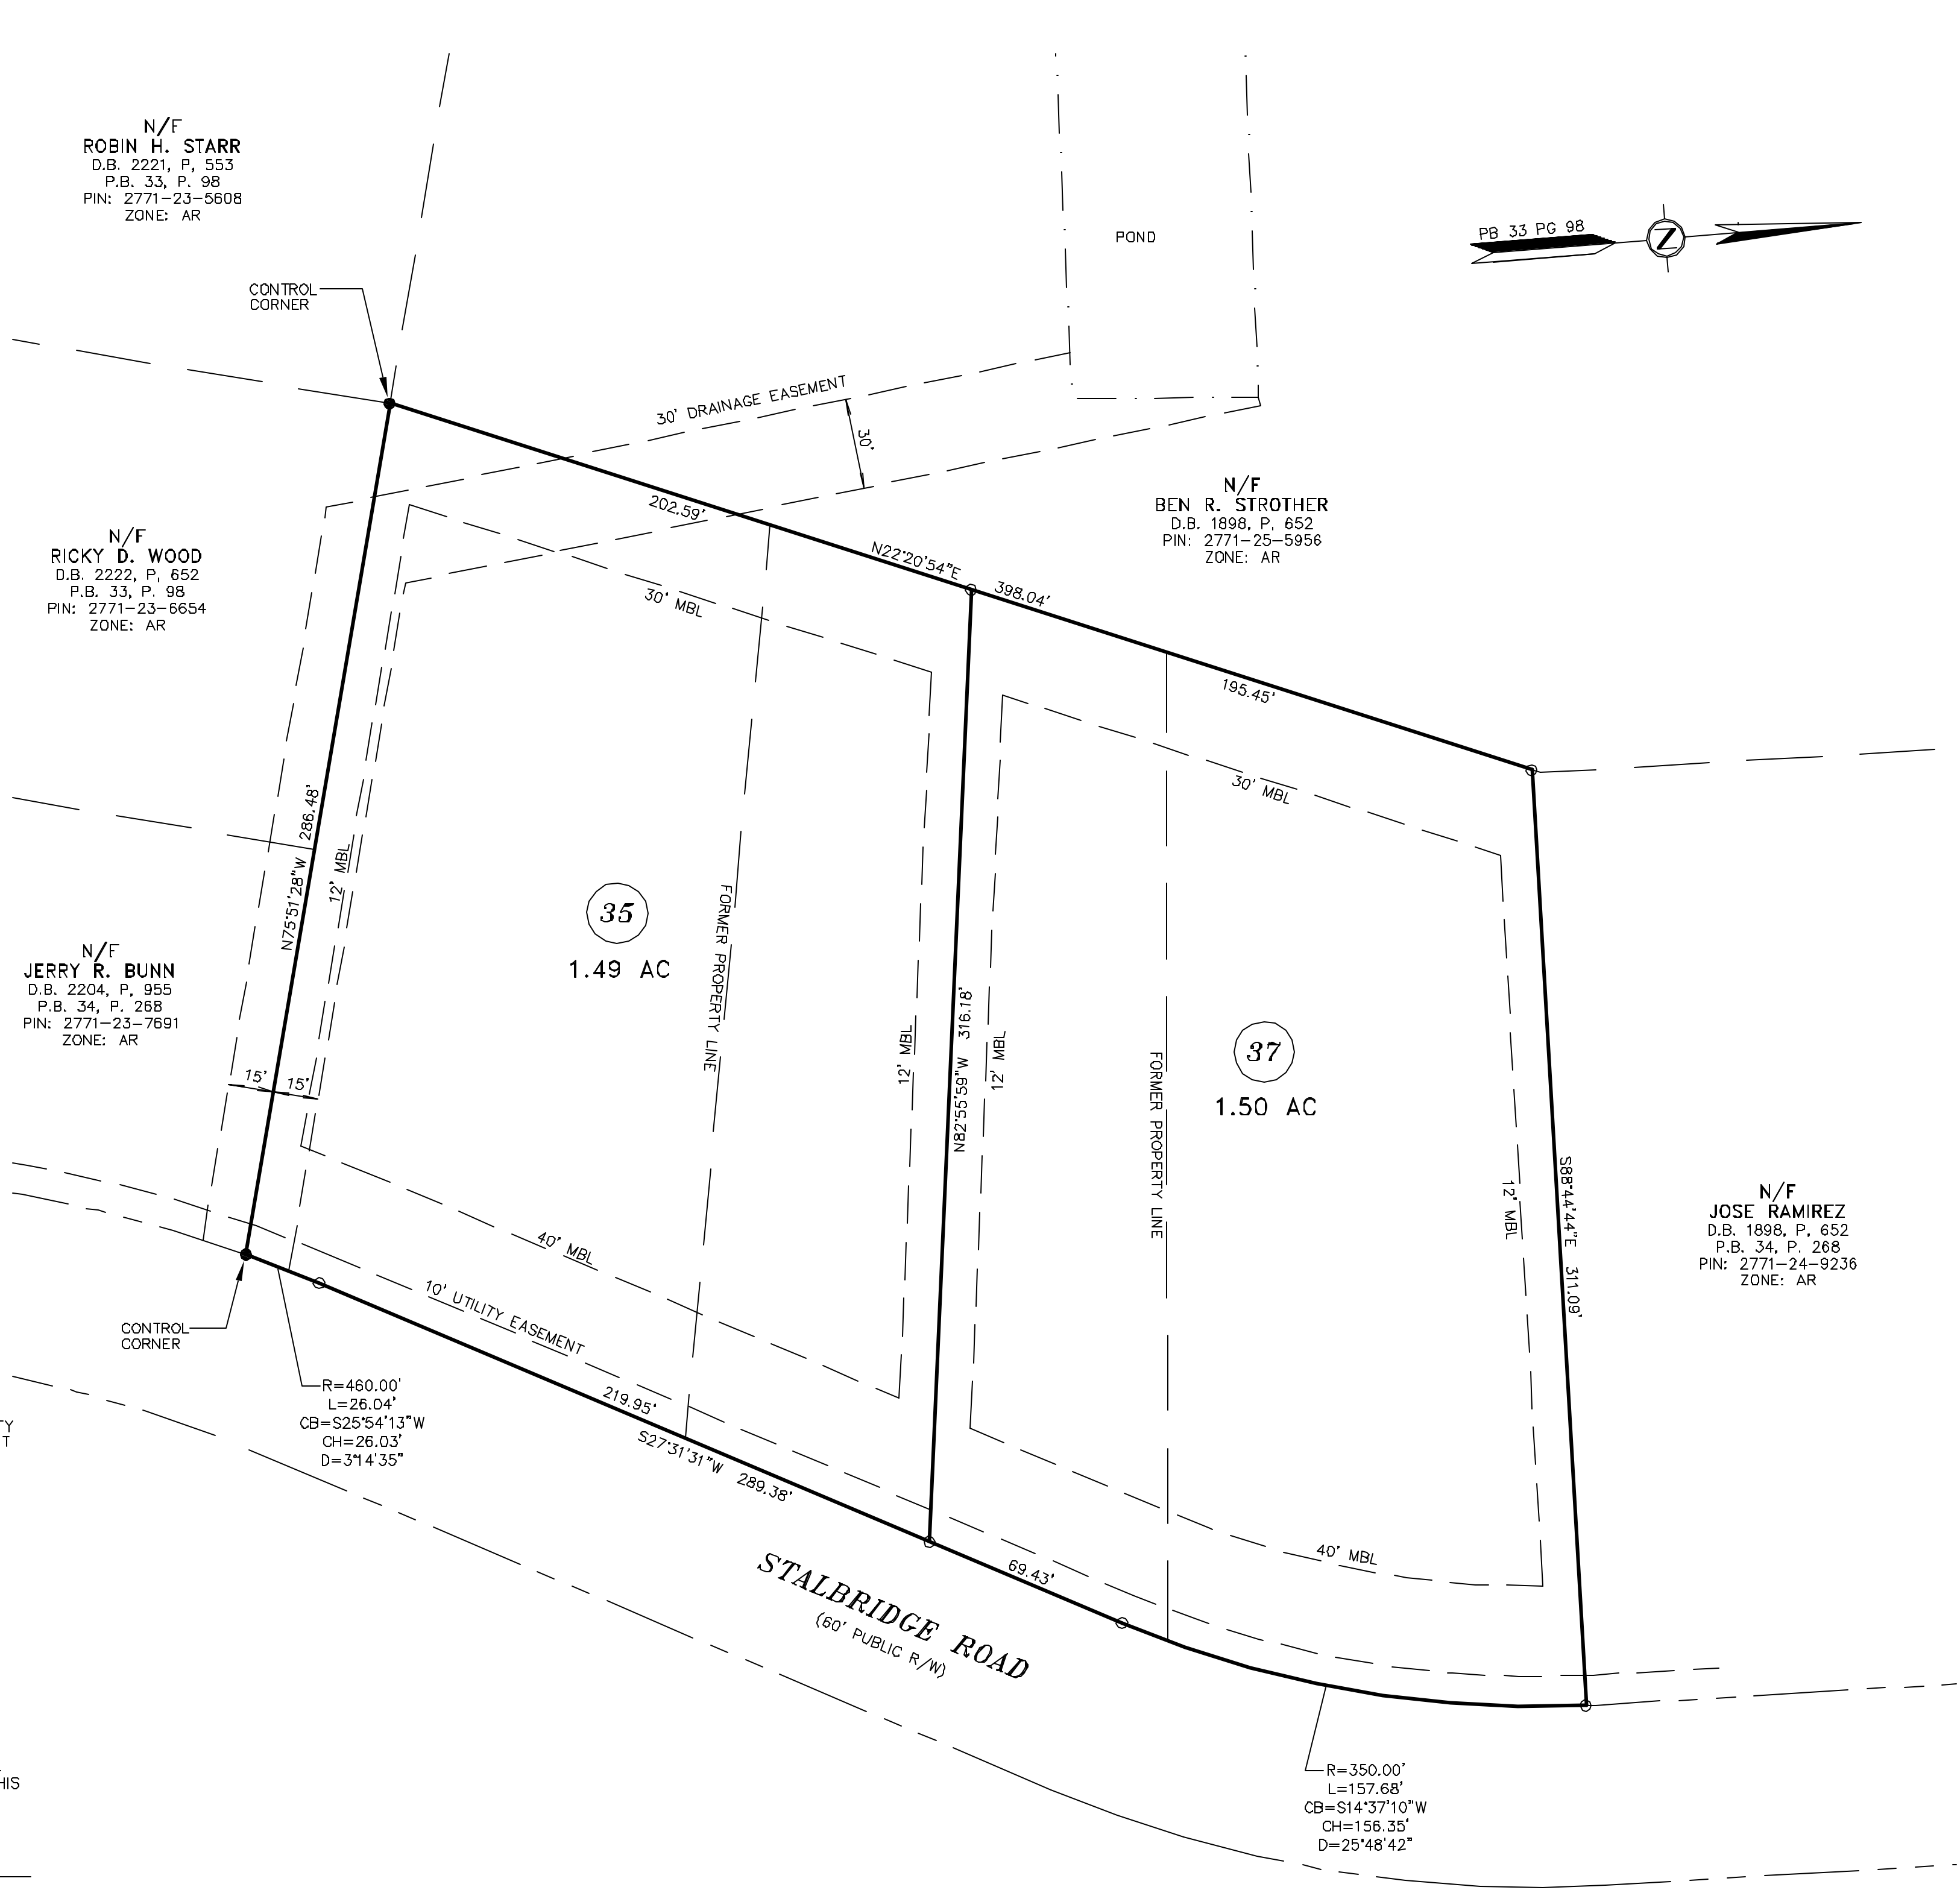 N/F
ROBIN H. STARR
D.B. 2221, P, 553
P.B. 33, P. 98
PIN: 2771-23-5608
ZONE: AR
POND
PB 33 PG 98
Z
CONTROL
CORNER
30' DRAINAGE EASEMENT
30'
N/F
BEN R. STROTHER
D.B. 1898, P, 652
PIN: 2771-25-5956
ZONE: AR
202.59'
N22°20'54"E 398.04'
N/F
RICKY D. WOOD
D.B. 2222, P, 652
P.B. 33, P. 98
PIN: 2771-23-6654
ZONE: AR
30' MBL
195.45'
30' MBL
N75°51'28"W 286.48'
12' MBL
35
1.49 AC
FORMER PROPERTY LINE
12' MBL
N82°55'59"W 316.18'
12' MBL
37
1.50 AC
FORMER PROPERTY LINE
12' MBL
S88°44'44"E 311.09'
N/F
JERRY R. BUNN
D.B. 2204, P, 955
P.B. 34, P. 268
PIN: 2771-23-7691
ZONE: AR
15'
15'
N/F
JOSE RAMIREZ
D.B. 1898, P, 652
P.B. 34, P. 268
PIN: 2771-24-9236
ZONE: AR
40' MBL
10' UTILITY EASEMENT
CONTROL
CORNER
R=460.00'
L=26.04'
CB=S25°54'13"W
CH=26.03'
D=3°14'35"
219.95'
S27°31'31"W 289.38'
40' MBL
69.43'
STALBRIDGE ROAD
(60' PUBLIC R/W)
R=350.00'
L=157.68'
CB=S14°37'10"W
CH=156.35'
D=25°48'42"
TY
T
HIS